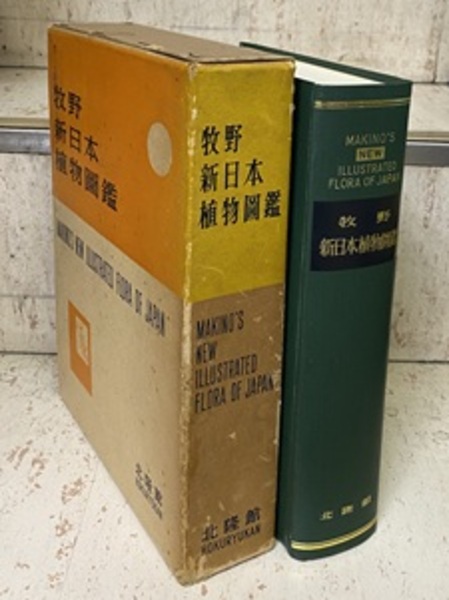 牧野
新日本
植物圖鑑
MAKINO'S NEW ILLUSTRATED FLORA OF JAPAN
北隆館
HOKURYUKAN
牧野
新日本
植物圖鑑
MAKINO'S
NEW
ILLUSTRATED
FLORA OF JAPAN
北隆館
HOKURYUKAN
MAKINO'S
NEW
ILLUSTRATED
FLORA OF JAPAN
牧野
新日本植物圖鑑
北隆館